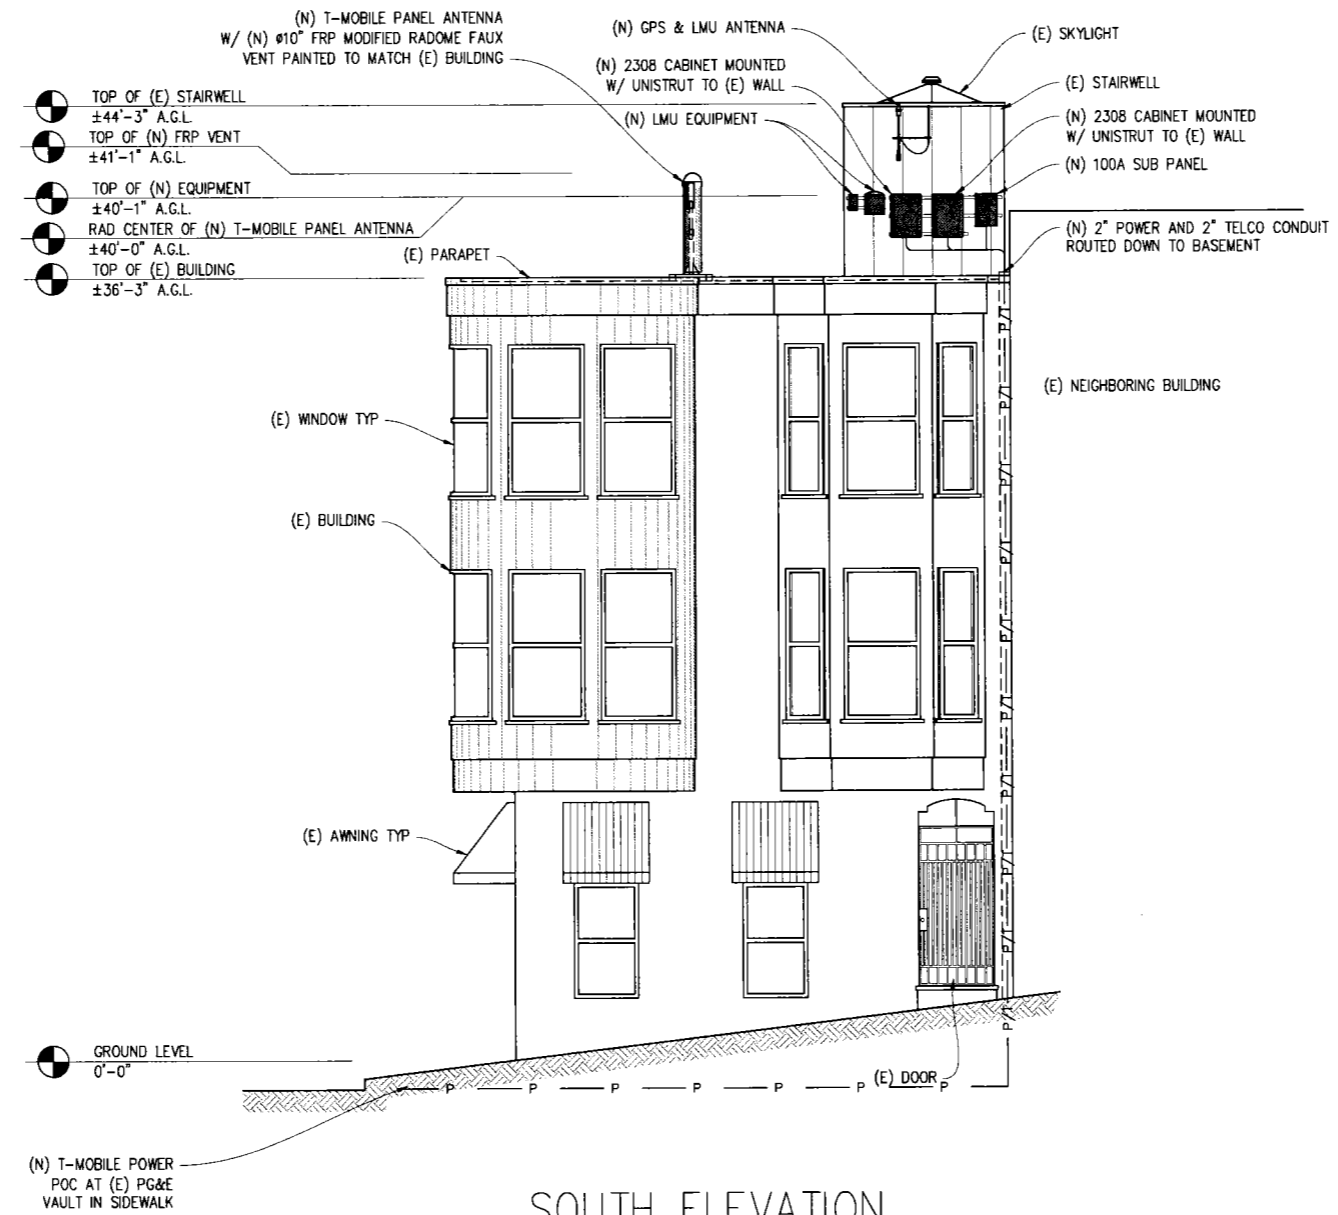 (N) T-MOBILE PANEL ANTENNA
W/ (N) ø10" FRP MODIFIED RADOME FAUX
VENT PAINTED TO MATCH (E) BUILDING
(N) GPS & LMU ANTENNA
(E) SKYLIGHT
(N) 2308 CABINET MOUNTED
W/ UNISTRUT TO (E) WALL
(E) STAIRWELL
(N) LMU EQUIPMENT
(N) 2308 CABINET MOUNTED
W/ UNISTRUT TO (E) WALL
(N) 100A SUB PANEL
TOP OF (E) STAIRWELL
±44'-3" A.G.L.
TOP OF (N) FRP VENT
±41'-1" A.G.L.
TOP OF (N) EQUIPMENT
±40'-1" A.G.L.
RAD CENTER OF (N) T-MOBILE PANEL ANTENNA
±40'-0" A.G.L.
TOP OF (E) BUILDING
±36'-3" A.G.L.
(E) PARAPET
(N) 2" POWER AND 2" TELCO CONDUIT
ROUTED DOWN TO BASEMENT
(E) NEIGHBORING BUILDING
(E) WINDOW TYP
(E) BUILDING
(E) AWNING TYP
P/T
P/T
P/T
P/T
P/T
P/T
P/T
P/T
P/T
P/T
GROUND LEVEL
0'-0"
P P P P P P P
(E) DOOR
(N) T-MOBILE POWER
POC AT (E) PG&E
VAULT IN SIDEWALK
SOUTH ELEVATION